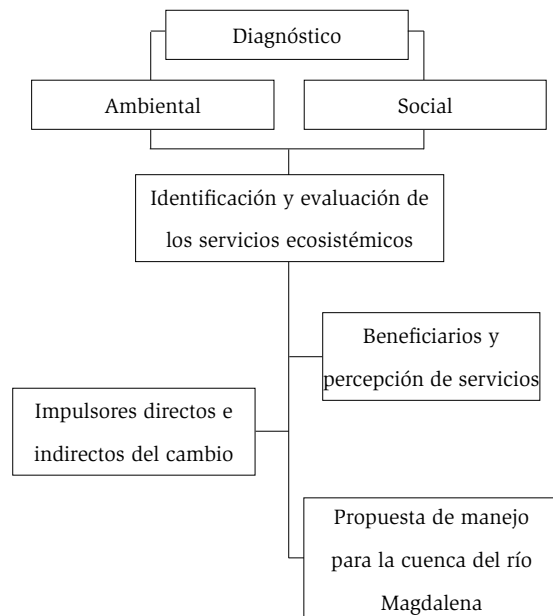 Diagnóstico
Ambiental
Social
Identificación y evaluación de
los servicios ecosistémicos
Beneficiarios y
percepción de servicios
Impulsores directos e
indirectos del cambio
Propuesta de manejo
para la cuenca del río
Magdalena